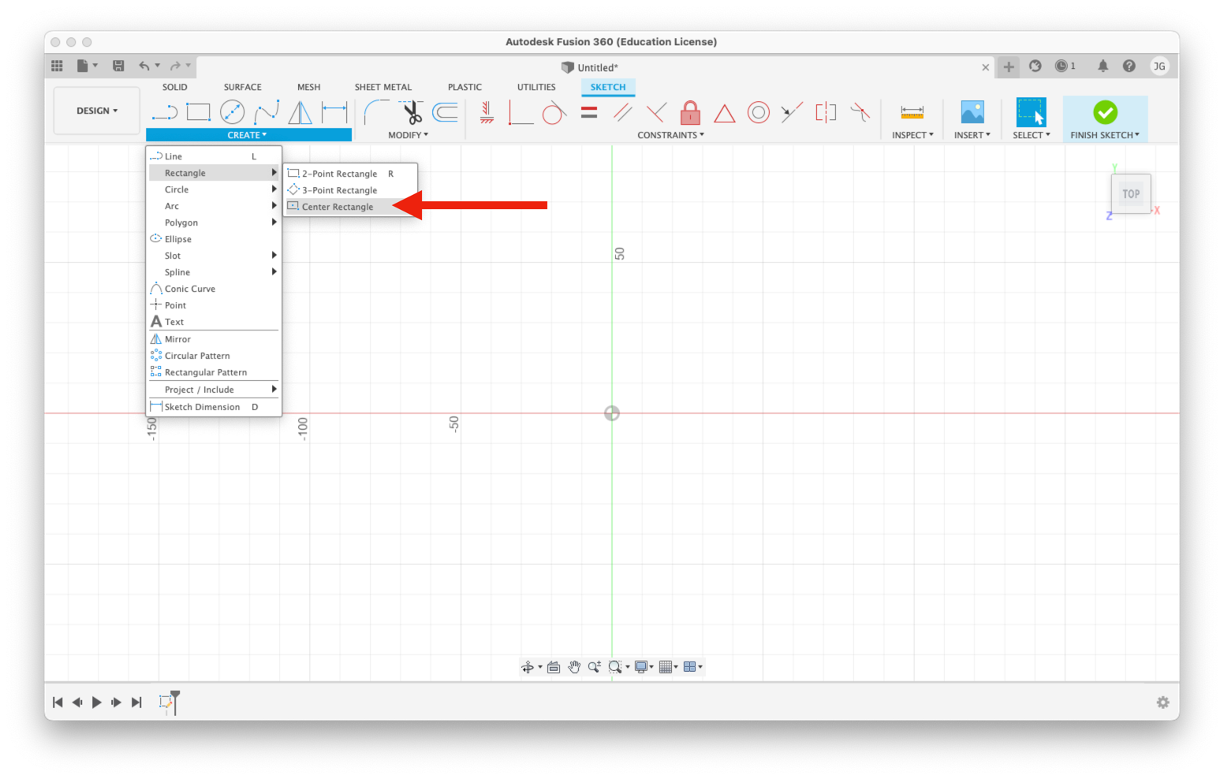 Autodesk Fusion 360 (Education License)
Untitled*
1
JG
SOLID SURFACE MESH SHEET METAL PLASTIC UTILITIES SKETCH
DESIGN
CREATE MODIFY CONSTRAINTS INSPECT INSERT SELECT FINISH SKETCH
Line L
Rectangle
Circle
Arc
Polygon
Ellipse
Slot
Spline
Conic Curve
Point
Text
Mirror
Circular Pattern
Rectangular Pattern
Project / Include
Sketch Dimension D
2-Point Rectangle R
3-Point Rectangle
Center Rectangle
Y
TOP
Z
X
50
-150
-100
-50